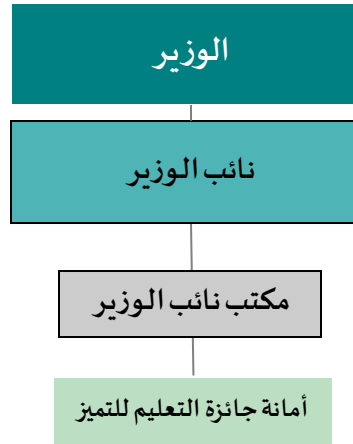 الوزير
نائب الوزير
مكتب نائب الوزير
أمانة جائزة التعليم للتميز